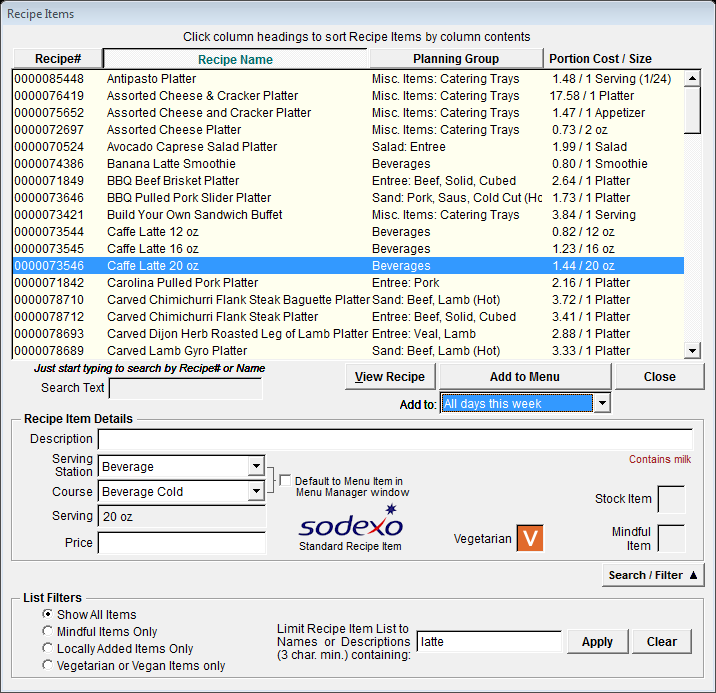 Recipe Items
Click column headings to sort Recipe Items by column contents
Recipe# Recipe Name Planning Group Portion Cost / Size
0000085448 Antipasto Platter Misc. Items: Catering Trays 1.48 / 1 Serving (1/24)
0000076419 Assorted Cheese & Cracker Platter Misc. Items: Catering Trays 17.58 / 1 Platter
0000075652 Assorted Cheese and Cracker Platter Misc. Items: Catering Trays 1.47 / 1 Appetizer
0000072697 Assorted Cheese Platter Misc. Items: Catering Trays 0.73 / 2 oz
0000070524 Avocado Caprese Salad Platter Salad: Entree 1.99 / 1 Salad
0000074386 Banana Latte Smoothie Beverages 0.80 / 1 Smoothie
0000071849 BBQ Beef Brisket Platter Entree: Beef, Solid, Cubed 2.64 / 1 Platter
0000073646 BBQ Pulled Pork Slider Platter Sand: Pork, Saus, Cold Cut (Hc 1.73 / 1 Platter
0000073421 Build Your Own Sandwich Buffet Misc. Items: Catering Trays 3.84 / 1 Serving
0000073544 Caffe Latte 12 oz Beverages 0.82 / 12 oz
0000073545 Caffe Latte 16 oz Beverages 1.23 / 16 oz
0000073546 Caffe Latte 20 oz Beverages 1.44 / 20 oz
0000071842 Carolina Pulled Pork Platter Entree: Pork 2.16 / 1 Platter
0000078710 Carved Chimichurri Flank Steak Baguette Platter Sand: Beef, Lamb (Hot) 3.72 / 1 Platter
0000078712 Carved Chimichurri Flank Steak Platter Entree: Beef, Solid, Cubed 3.41 / 1 Platter
0000078693 Carved Dijon Herb Roasted Leg of Lamb Platter Entree: Veal, Lamb 2.88 / 1 Platter
0000078689 Carved Lamb Gyro Platter Sand: Beef, Lamb (Hot) 3.33 / 1 Platter
Just start typing to search by Recipe# or Name
Search Text View Recipe Add to Menu Close
Add to: All days this week
Recipe Item Details
Description
Contains milk
Serving Station Beverage
Course Beverage Cold
Default to Menu Item in
Menu Manager window
Stock Item
Serving 20 oz
sodexo
Standard Recipe Item
Vegetarian V
Mindful Item
Price
Search / Filter ▲
List Filters
Show All Items
Mindful Items Only
Locally Added Items Only
Vegetarian or Vegan Items only
Limit Recipe Item List to
Names or Descriptions
(3 char. min.) containing:
latte Apply Clear